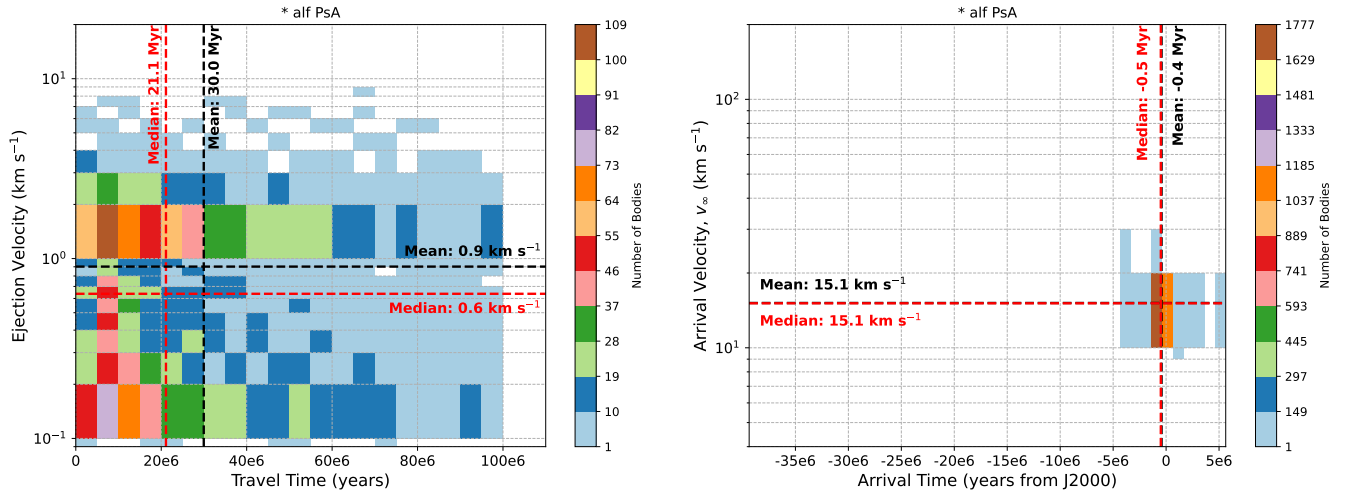 * alf PsA
Ejection Velocity (km s⁻¹)
10¹
10⁰
10⁻¹
Median: 21.1 Myr
Mean: 30.0 Myr
Mean: 0.9 km s⁻¹
Median: 0.6 km s⁻¹
0 20e6 40e6 60e6 80e6 100e6
Travel Time (years)
109
100
91
82
73
64
55
46
37
28
19
10
1
Number of Bodies
* alf PsA
Arrival Velocity, v∞ (km s⁻¹)
10²
10¹
Median: -0.5 Myr
Mean: -0.4 Myr
Mean: 15.1 km s⁻¹
Median: 15.1 km s⁻¹
-35e6 -30e6 -25e6 -20e6 -15e6 -10e6 -5e6 0 5e6
Arrival Time (years from J2000)
1777
1629
1481
1333
1185
1037
889
741
593
445
297
149
1
Number of Bodies